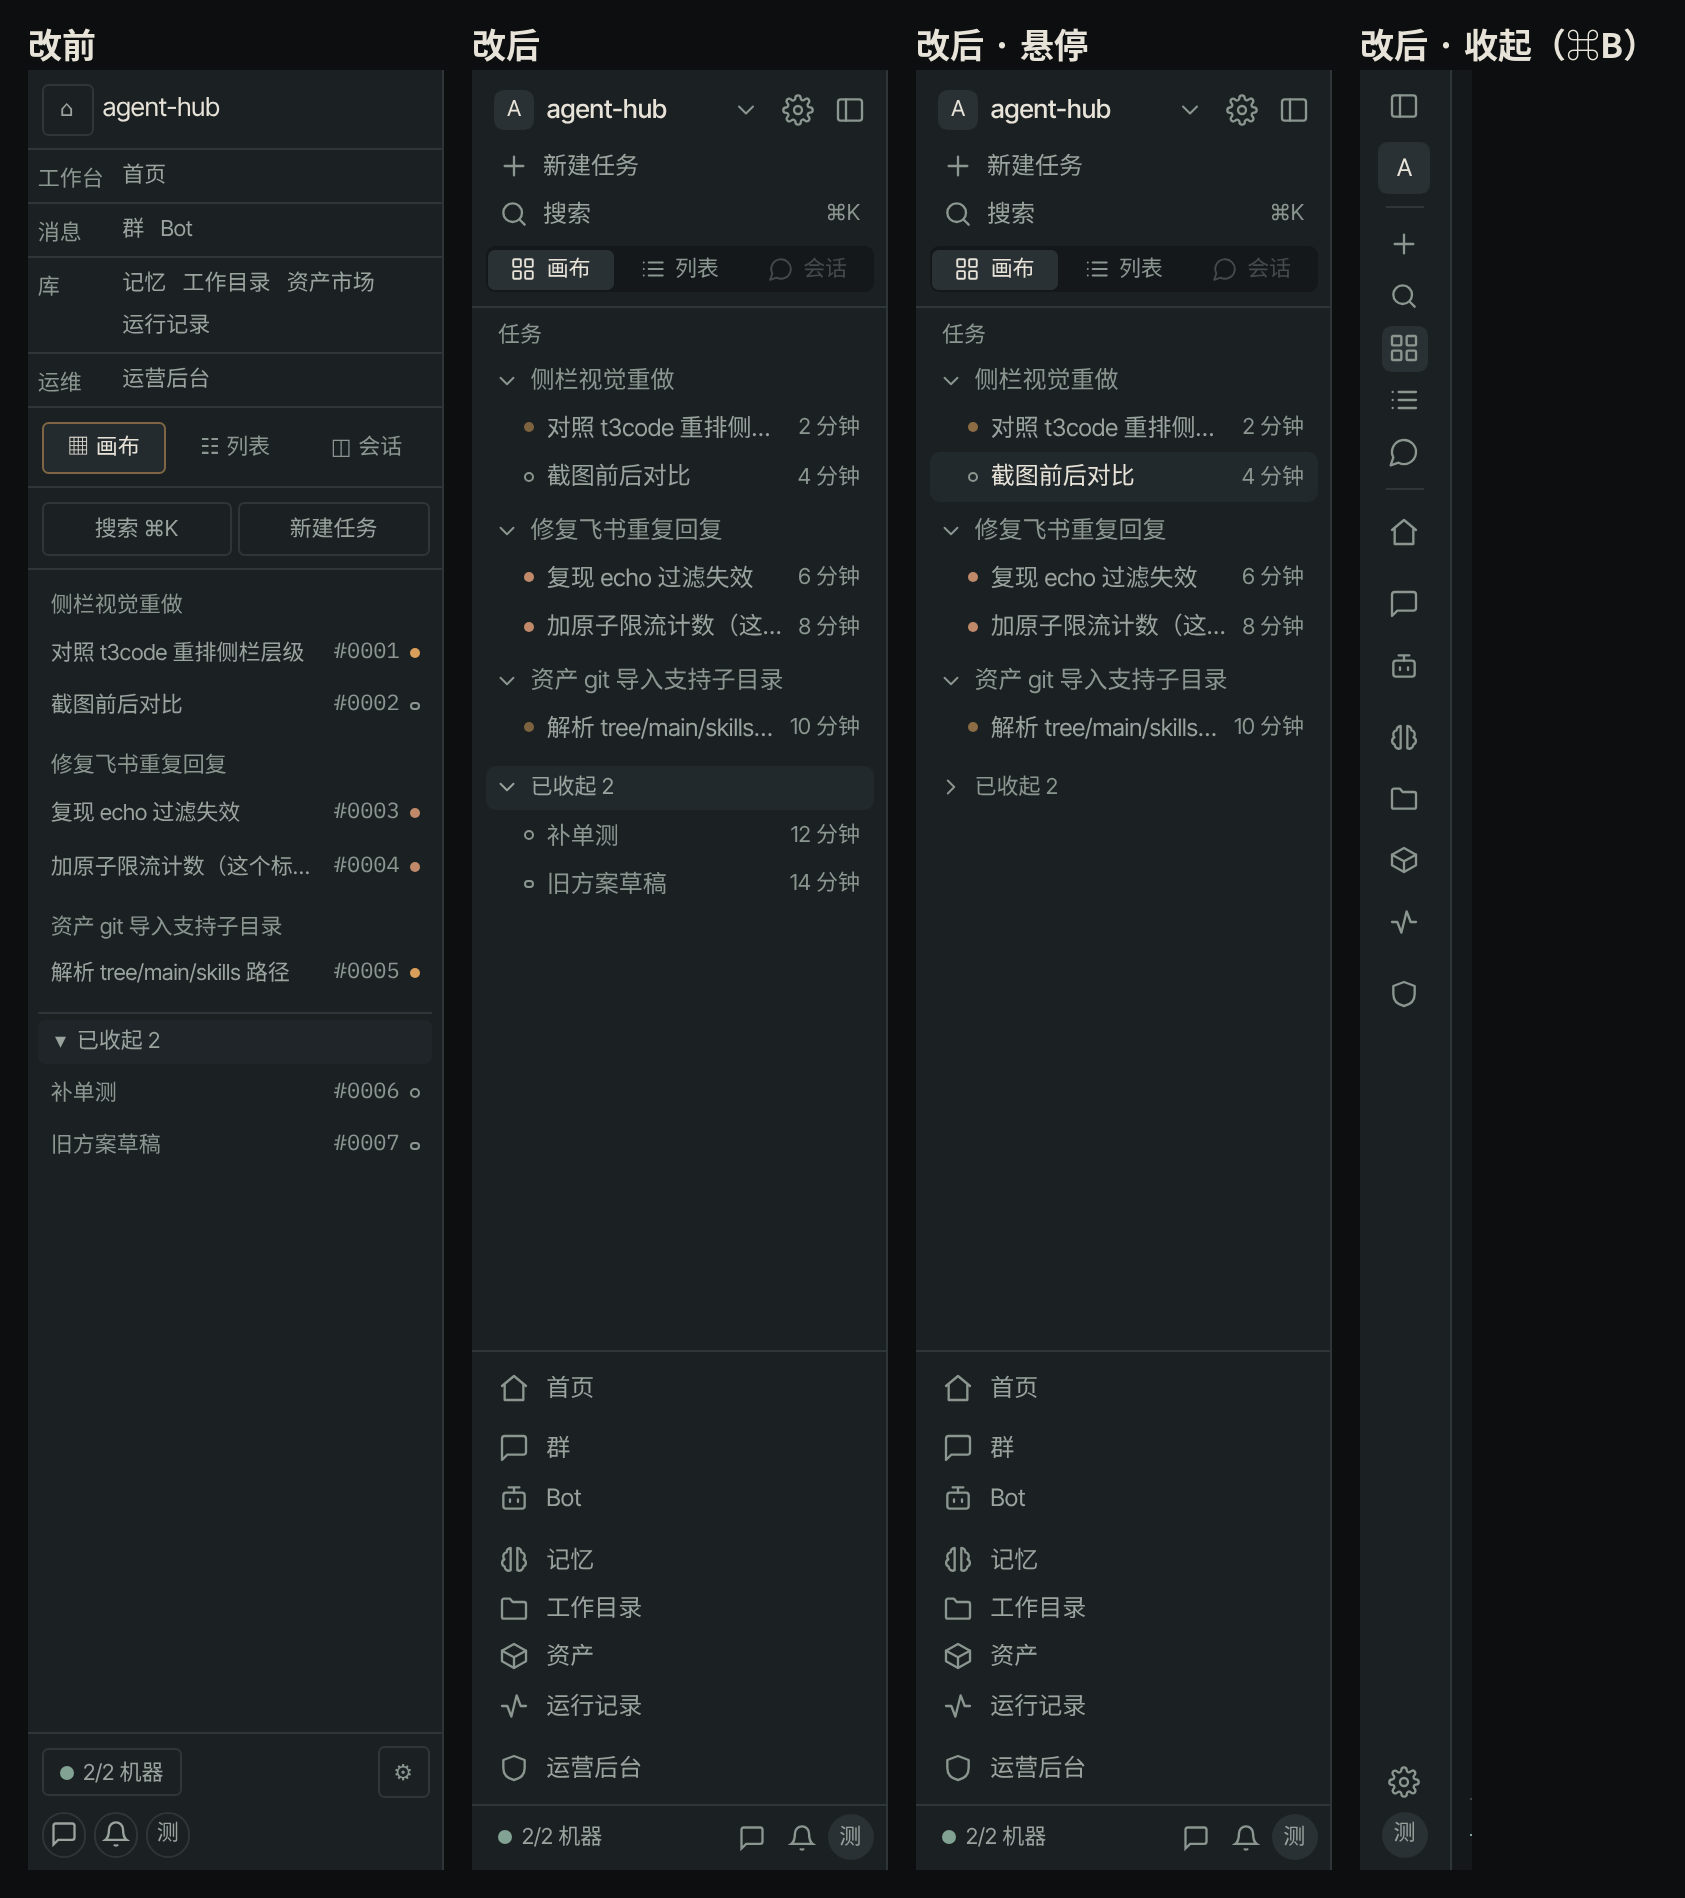 改前
agent-hub
工作台 首页
消息 群 Bot
库 记忆 工作目录 资产市场
运行记录
运维 运营后台
画布 列表 会话
搜索 ⌘K 新建任务
侧栏视觉重做
对照 t3code 重排侧栏层级 #0001
截图前后对比 #0002
修复飞书重复回复
复现 echo 过滤失效 #0003
加原子限流计数（这个标... #0004
资产 git 导入支持子目录
解析 tree/main/skills 路径 #0005
▾ 已收起 2
补单测 #0006
旧方案草稿 #0007
2/2 机器
测
改后
A agent-hub
新建任务
搜索 ⌘K
画布 列表 会话
任务
侧栏视觉重做
对照 t3code 重排侧... 2 分钟
截图前后对比 4 分钟
修复飞书重复回复
复现 echo 过滤失效 6 分钟
加原子限流计数（这... 8 分钟
资产 git 导入支持子目录
解析 tree/main/skills... 10 分钟
已收起 2
补单测 12 分钟
旧方案草稿 14 分钟
首页
群
Bot
记忆
工作目录
资产
运行记录
运营后台
2/2 机器 测
改后 · 悬停
A agent-hub
新建任务
搜索 ⌘K
画布 列表 会话
任务
侧栏视觉重做
对照 t3code 重排侧... 2 分钟
截图前后对比 4 分钟
修复飞书重复回复
复现 echo 过滤失效 6 分钟
加原子限流计数（这... 8 分钟
资产 git 导入支持子目录
解析 tree/main/skills... 10 分钟
已收起 2
首页
群
Bot
记忆
工作目录
资产
运行记录
运营后台
2/2 机器 测
改后 · 收起（⌘B）
A
测